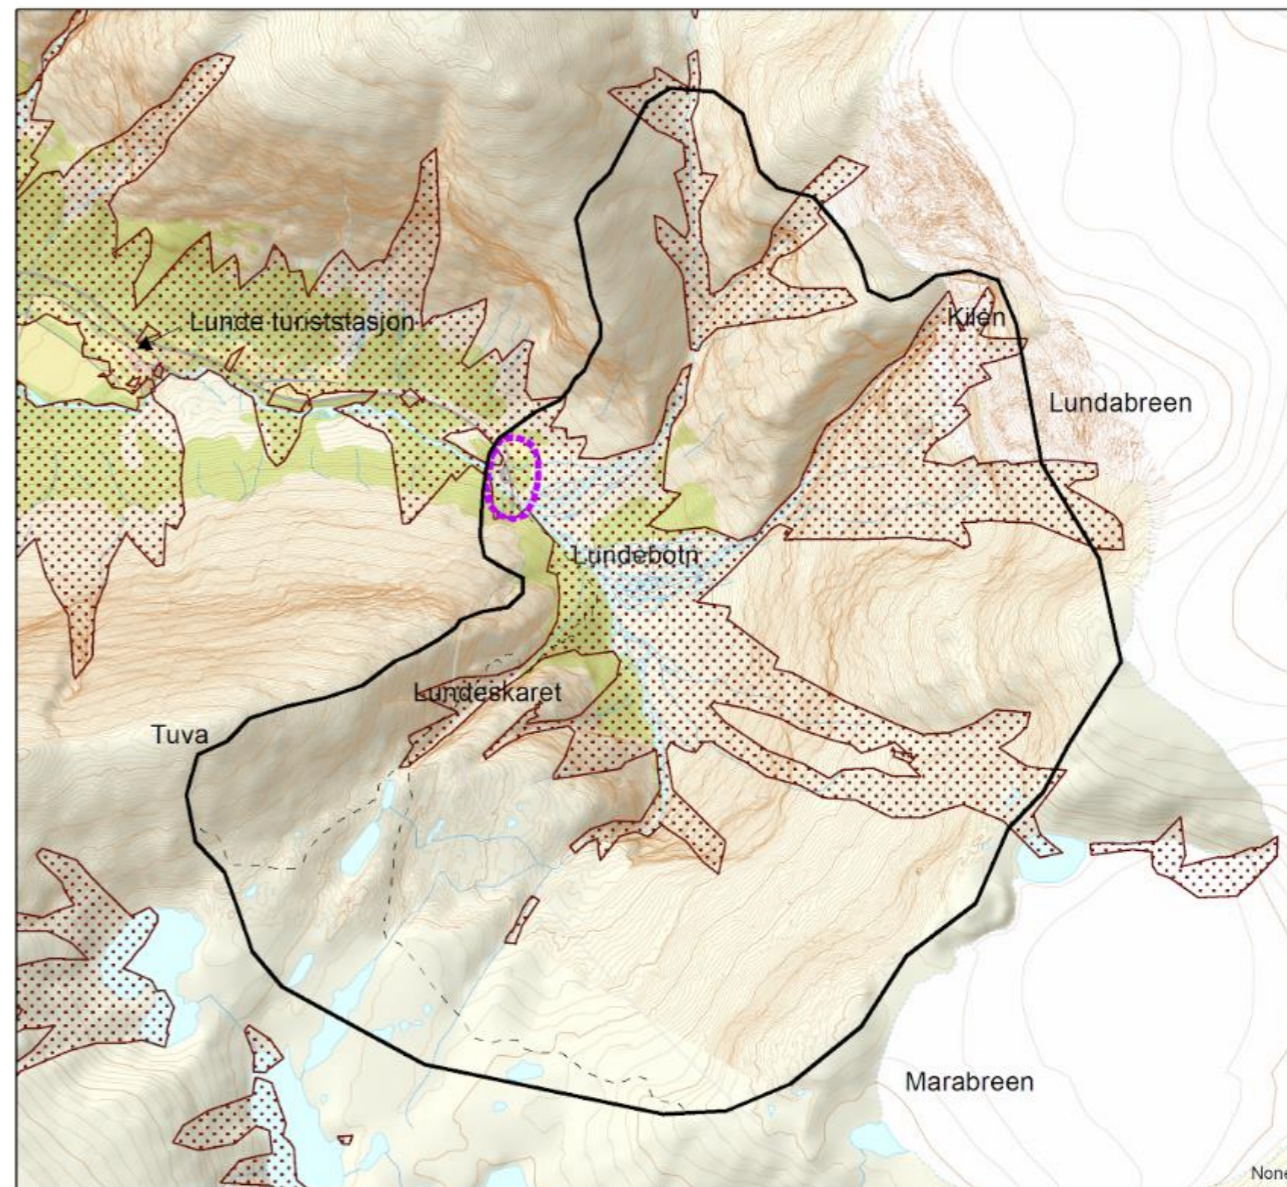 Lunde turiststasjon
Kilen
Lundabreen
Lundebotn
Lundeskaret
Tuva
Marabreen
None